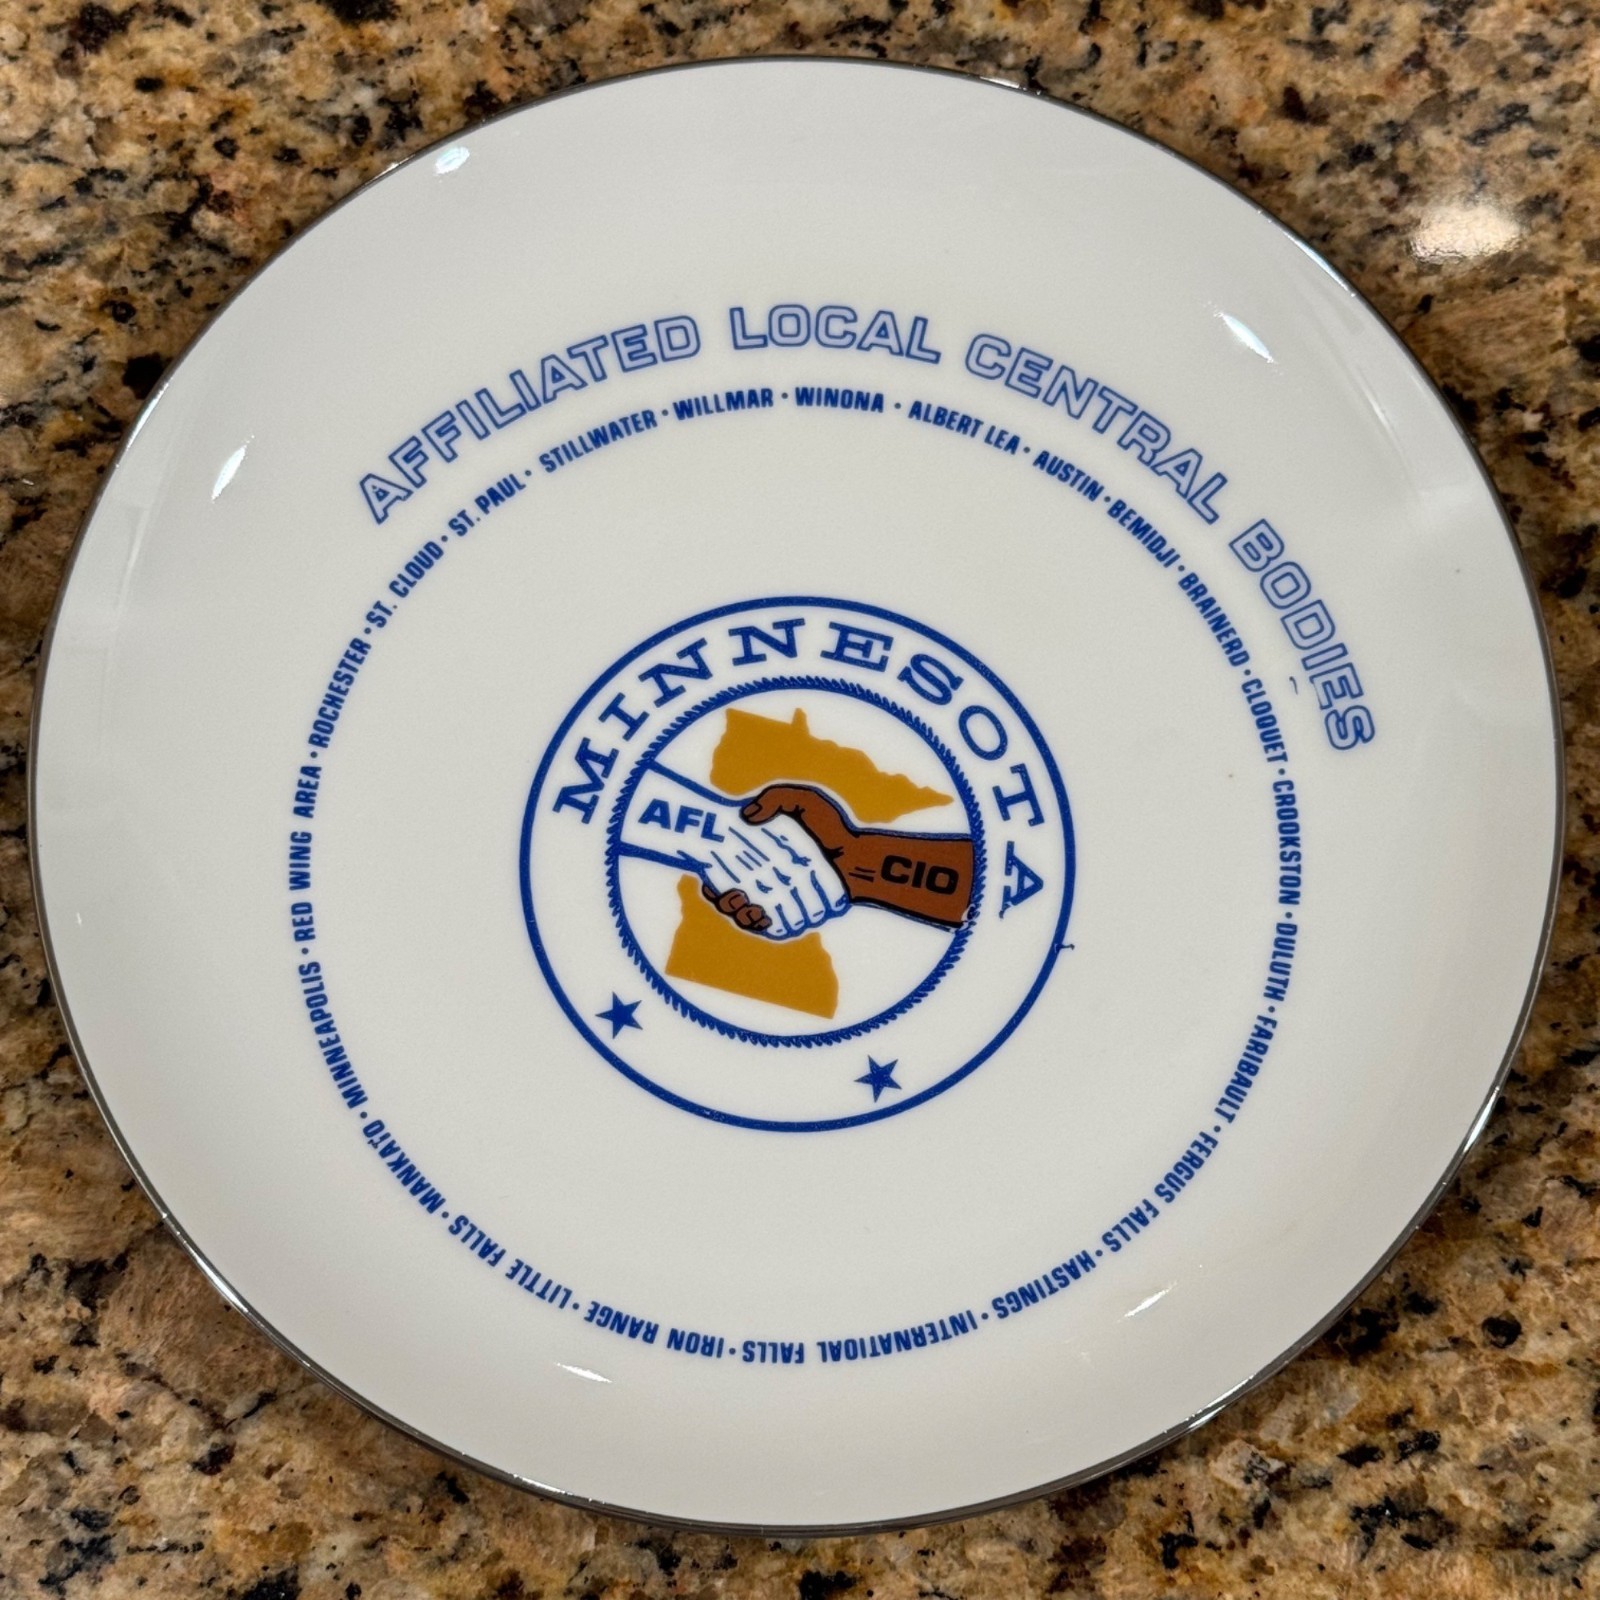 AFFILIATED LOCAL CENTRAL BODIES
ALBERT LEA · AUSTIN · BEMIDJI · BRAINERD · CLOQUET · CROOKSTON · DULUTH · FARIBAULT · FERGUS FALLS · HASTINGS · INTERNATIOAL FALLS · IRON RANGE · LITTLE FALLS · MANKATO · MINNEAPOLIS · RED WING AREA · ROCHESTER · ST. CLOUD · ST. PAUL · STILLWATER · WILLMAR · WINONA ·
MINNESOTA
AFL
CIO